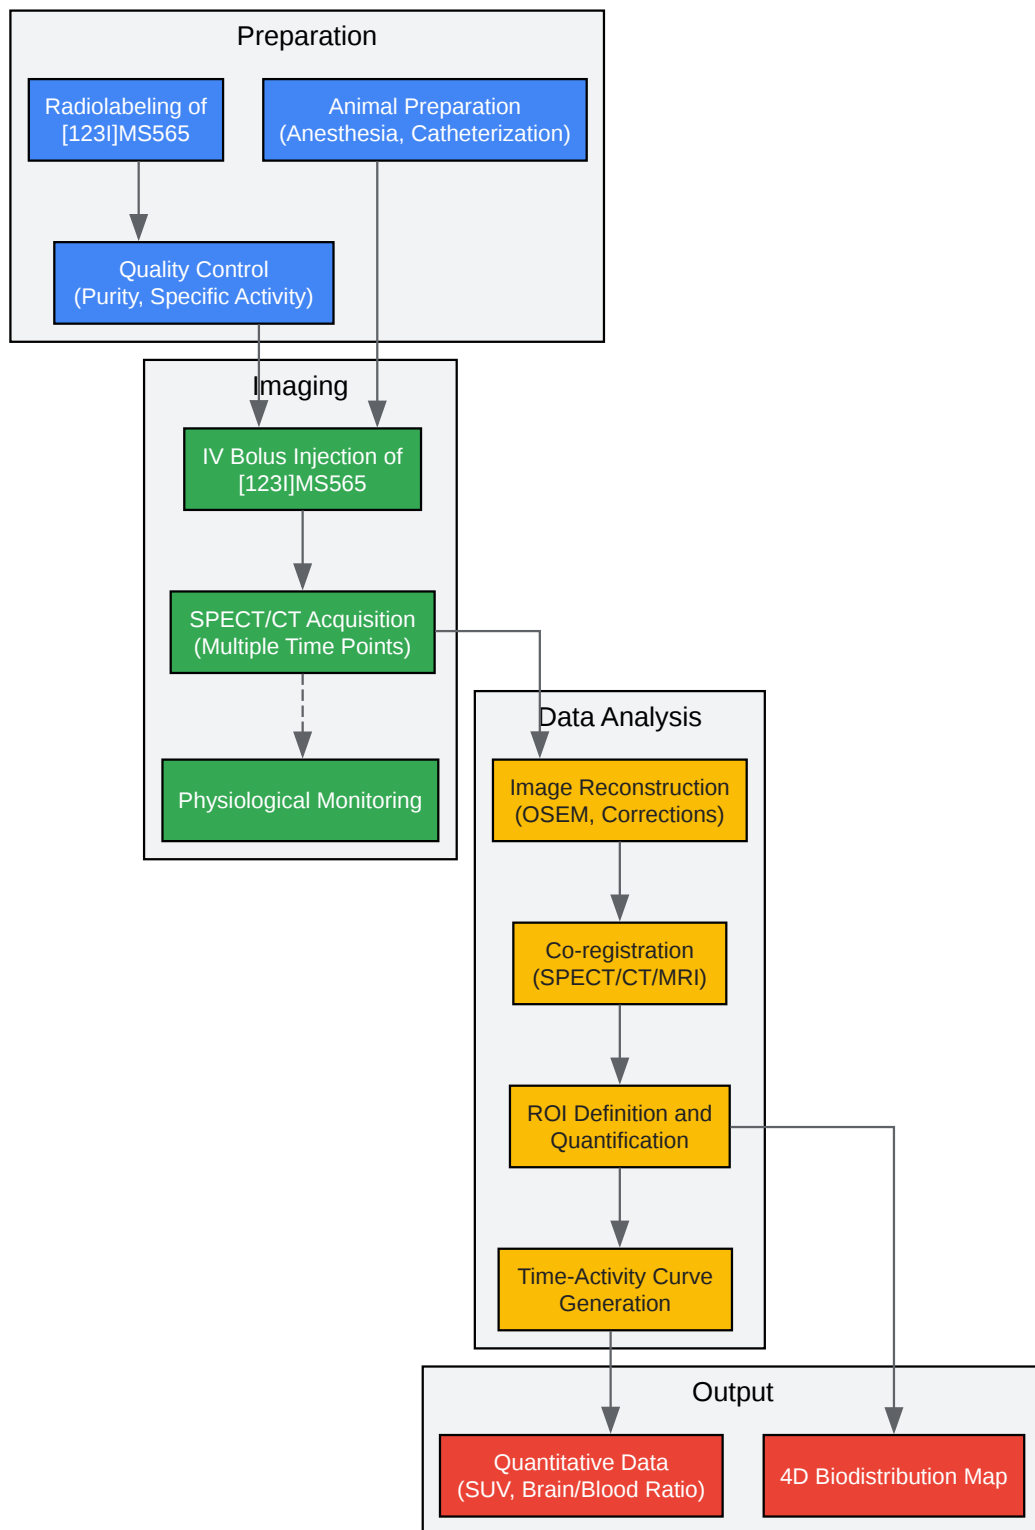 Preparation
Radiolabeling of
[123I]MS565
Animal Preparation
(Anesthesia, Catheterization)
Quality Control
(Purity, Specific Activity)
Imaging
IV Bolus Injection of
[123I]MS565
SPECT/CT Acquisition
(Multiple Time Points)
Physiological Monitoring
Data Analysis
Image Reconstruction
(OSEM, Corrections)
Co-registration
(SPECT/CT/MRI)
ROI Definition and
Quantification
Time-Activity Curve
Generation
Output
Quantitative Data
(SUV, Brain/Blood Ratio)
4D Biodistribution Map